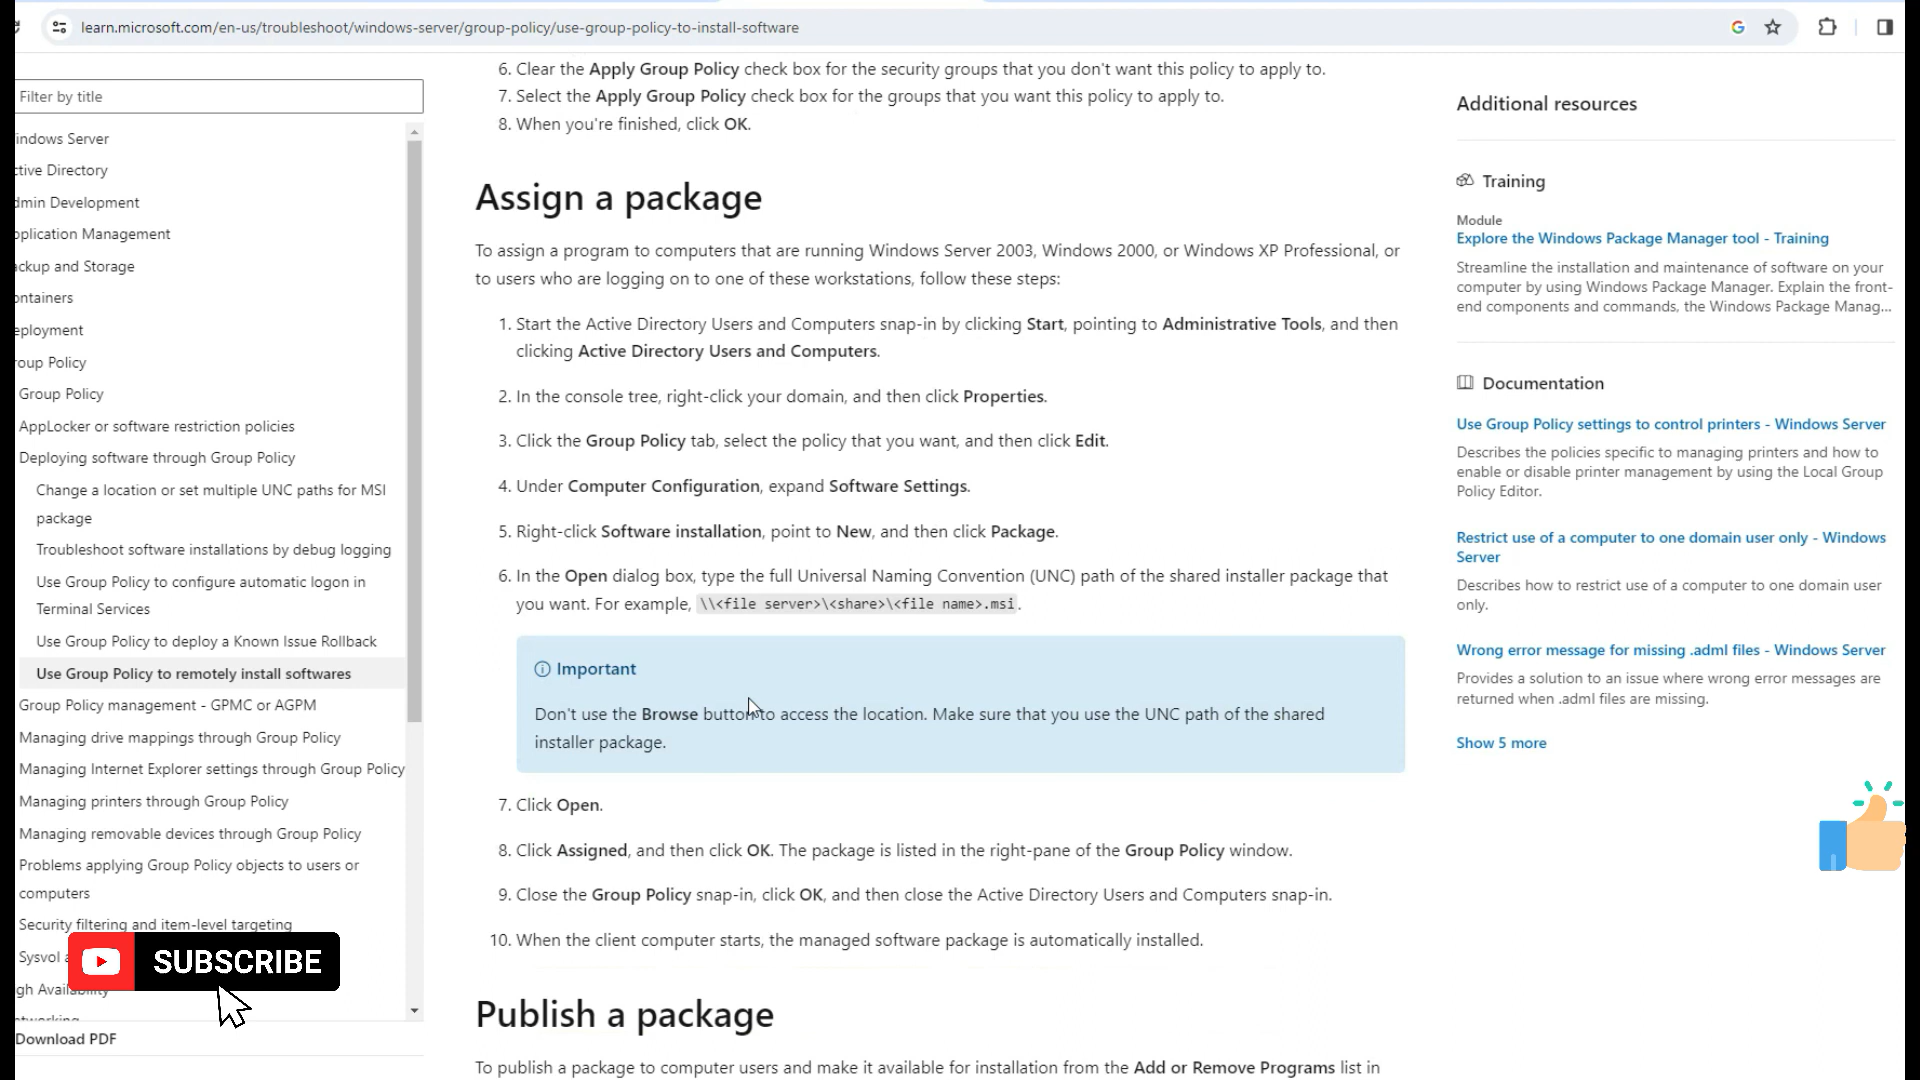 learn.microsoft.com/en-us/troubleshoot/windows-server/group-policy/use-group-policy-to-install-software
Filter by title
indows Server
ctive Directory
dmin Development
pplication Management
ackup and Storage
ontainers
eployment
roup Policy
Group Policy
AppLocker or software restriction policies
Deploying software through Group Policy
Change a location or set multiple UNC paths for MSI
package
Troubleshoot software installations by debug logging
Use Group Policy to configure automatic logon in
Terminal Services
Use Group Policy to deploy a Known Issue Rollback
Use Group Policy to remotely install softwares
Group Policy management - GPMC or AGPM
Managing drive mappings through Group Policy
Managing Internet Explorer settings through Group Policy
Managing printers through Group Policy
Managing removable devices through Group Policy
Problems applying Group Policy objects to users or
computers
Security filtering and item-level targeting
Sysvol a
gh Availability
etworking
Download PDF
SUBSCRIBE
6. Clear the Apply Group Policy check box for the security groups that you don't want this policy to apply to.
7. Select the Apply Group Policy check box for the groups that you want this policy to apply to.
8. When you're finished, click OK.
Assign a package
To assign a program to computers that are running Windows Server 2003, Windows 2000, or Windows XP Professional, or
to users who are logging on to one of these workstations, follow these steps:
1. Start the Active Directory Users and Computers snap-in by clicking Start, pointing to Administrative Tools, and then
clicking Active Directory Users and Computers.
2. In the console tree, right-click your domain, and then click Properties.
3. Click the Group Policy tab, select the policy that you want, and then click Edit.
4. Under Computer Configuration, expand Software Settings.
5. Right-click Software installation, point to New, and then click Package.
6. In the Open dialog box, type the full Universal Naming Convention (UNC) path of the shared installer package that
you want. For example, \\<file server>\<share>\<file name>.msi.
Important
Don't use the Browse button to access the location. Make sure that you use the UNC path of the shared
installer package.
7. Click Open.
8. Click Assigned, and then click OK. The package is listed in the right-pane of the Group Policy window.
9. Close the Group Policy snap-in, click OK, and then close the Active Directory Users and Computers snap-in.
10. When the client computer starts, the managed software package is automatically installed.
Publish a package
To publish a package to computer users and make it available for installation from the Add or Remove Programs list in
Additional resources
Training
Module
Explore the Windows Package Manager tool - Training
Streamline the installation and maintenance of software on your
computer by using Windows Package Manager. Explain the front-
end components and commands, the Windows Package Manag...
Documentation
Use Group Policy settings to control printers - Windows Server
Describes the policies specific to managing printers and how to
enable or disable printer management by using the Local Group
Policy Editor.
Restrict use of a computer to one domain user only - Windows
Server
Describes how to restrict use of a computer to one domain user
only.
Wrong error message for missing .adml files - Windows Server
Provides a solution to an issue where wrong error messages are
returned when .adml files are missing.
Show 5 more